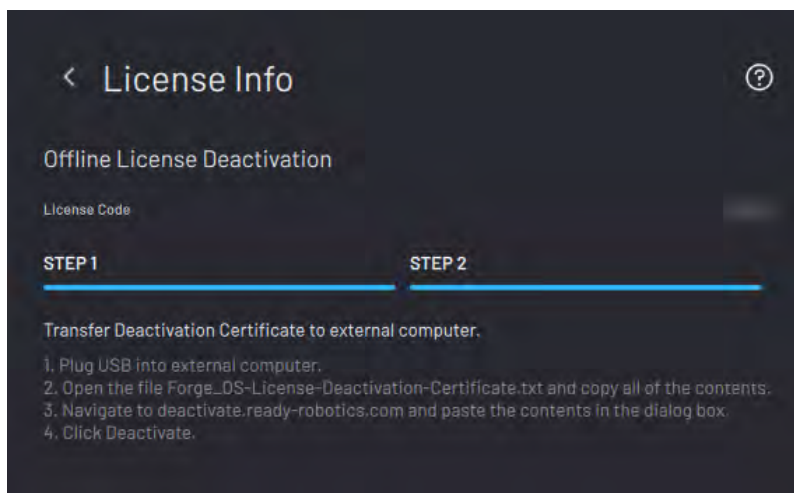 License Info
Offline License Deactivation
License Code
STEP 1
STEP 2
Transfer Deactivation Certificate to external computer.
1. Plug USB into external computer.
2. Open the file Forge_OS-License-Deactivation-Certificate.txt and copy all of the contents.
3. Navigate to deactivate.ready-robotics.com and paste the contents in the dialog box.
4. Click Deactivate.